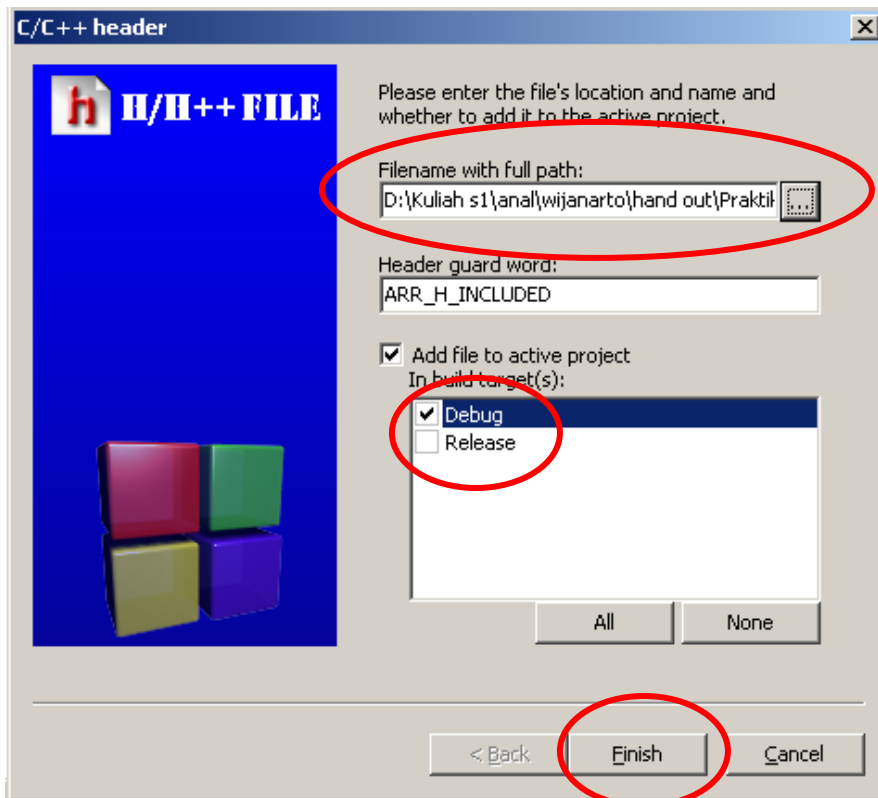 C/C++ header
h H/H++ FILE
Please enter the file's location and name and
whether to add it to the active project.
Filename with full path:
D:\Kuliah s1\anal\wijanarto\hand out\Prakti
...
Header guard word:
ARR_H_INCLUDED
Add file to active project
In build target(s):
Debug
Release
All
None
< Back
Finish
Cancel